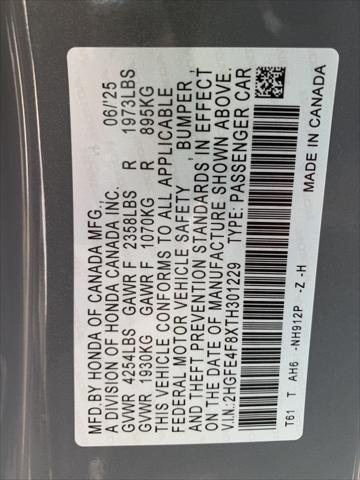 MFD.BY HONDA OF CANADA MFG.,
A DIVISION OF HONDA CANADA INC. 06/'25
GVWR 4254LBS GAWR F 2358LBS R 1973LBS
GVWR 1930KG GAWR F 1070KG R 895KG
THIS VEHICLE CONFORMS TO ALL APPLICABLE
FEDERAL MOTOR VEHICLE SAFETY , BUMPER ,
AND THEFT PREVENTION STANDARDS IN EFFECT
ON THE DATE OF MANUFACTURE SHOWN ABOVE.
V.I.N.:2HGFE4F8XTH301229 TYPE:PASSENGER CAR
T61 T AH6 -NH912P -Z -H MADE IN CANADA